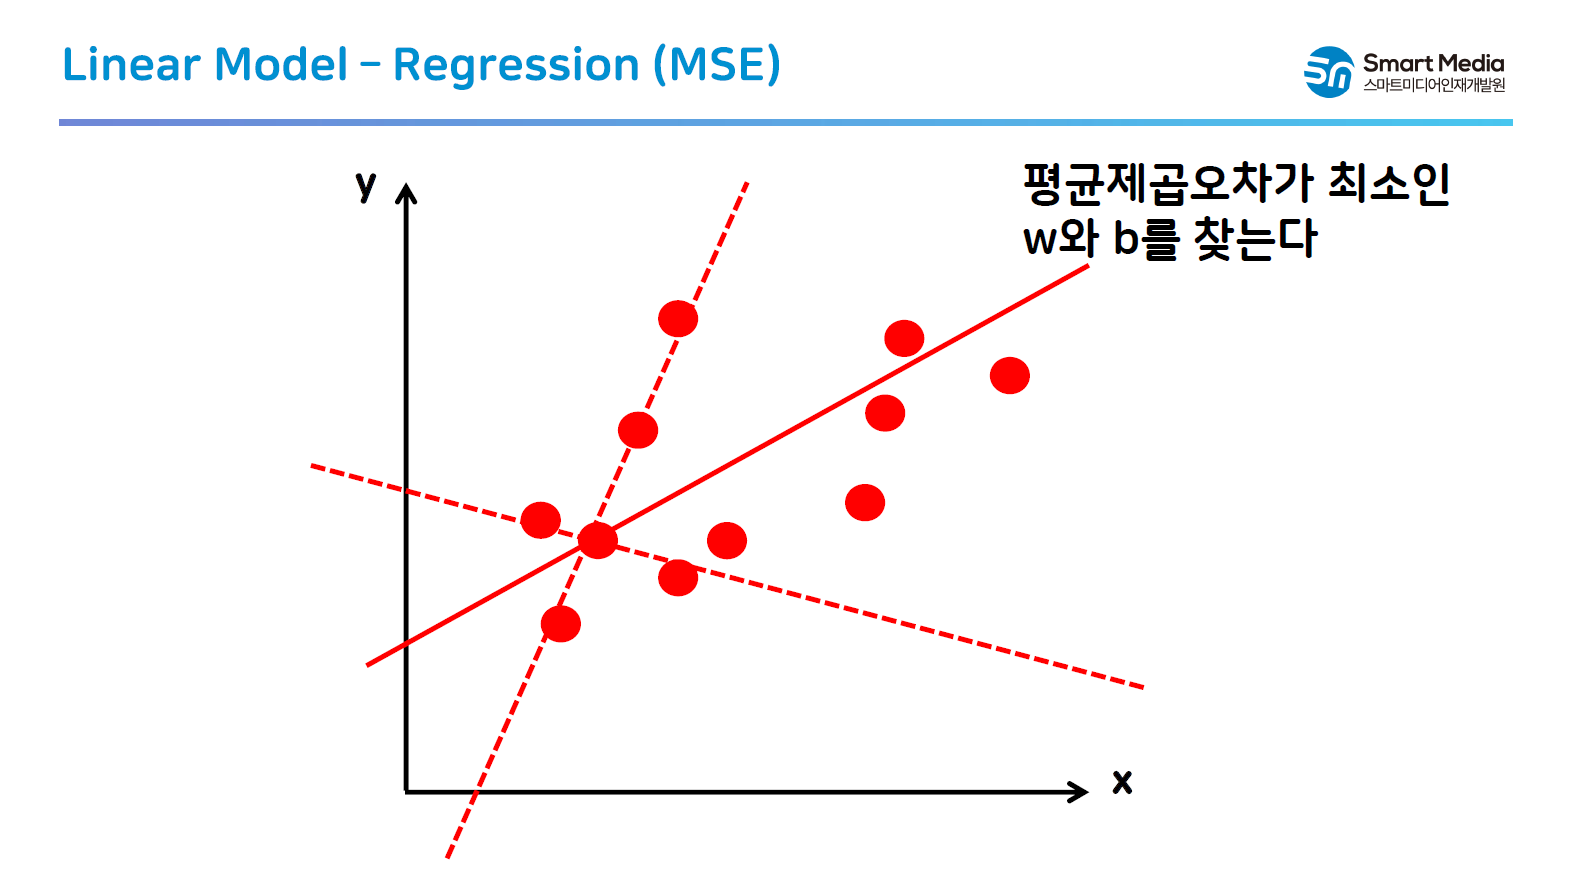 Linear Model – Regression (MSE)
Smart Media
스마트미디어인재개발원
평균제곱오차가 최소인
w와 b를 찾는다
y
x